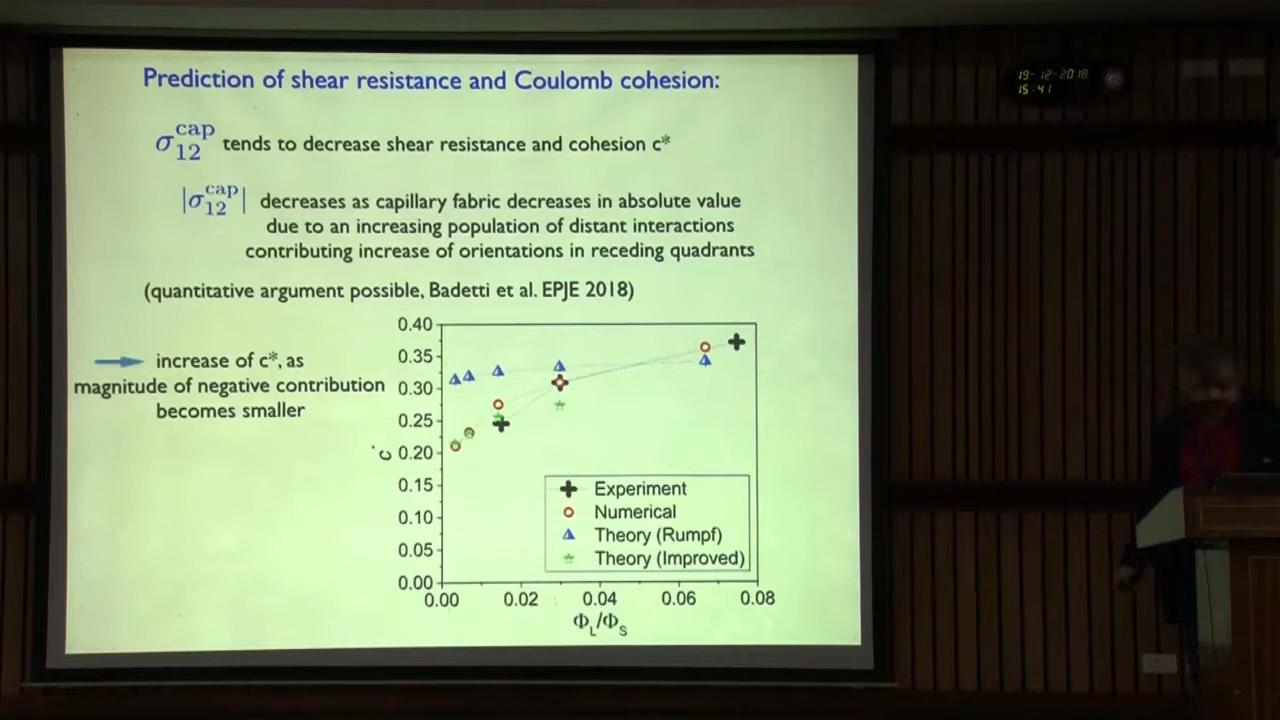 Prediction of shear resistance and Coulomb cohesion:
19-12-2018
15:41
σ12^cap tends to decrease shear resistance and cohesion c*
|σ12^cap| decreases as capillary fabric decreases in absolute value
due to an increasing population of distant interactions
contributing increase of orientations in receding quadrants
(quantitative argument possible, Badetti et al. EPJE 2018)
increase of c*, as
magnitude of negative contribution
becomes smaller
0.40
0.35
0.30
0.25
0.20
0.15
0.10
0.05
0.00
c*
Experiment
Numerical
Theory (Rumpf)
Theory (Improved)
0.00 0.02 0.04 0.06 0.08
ΦL/ΦS